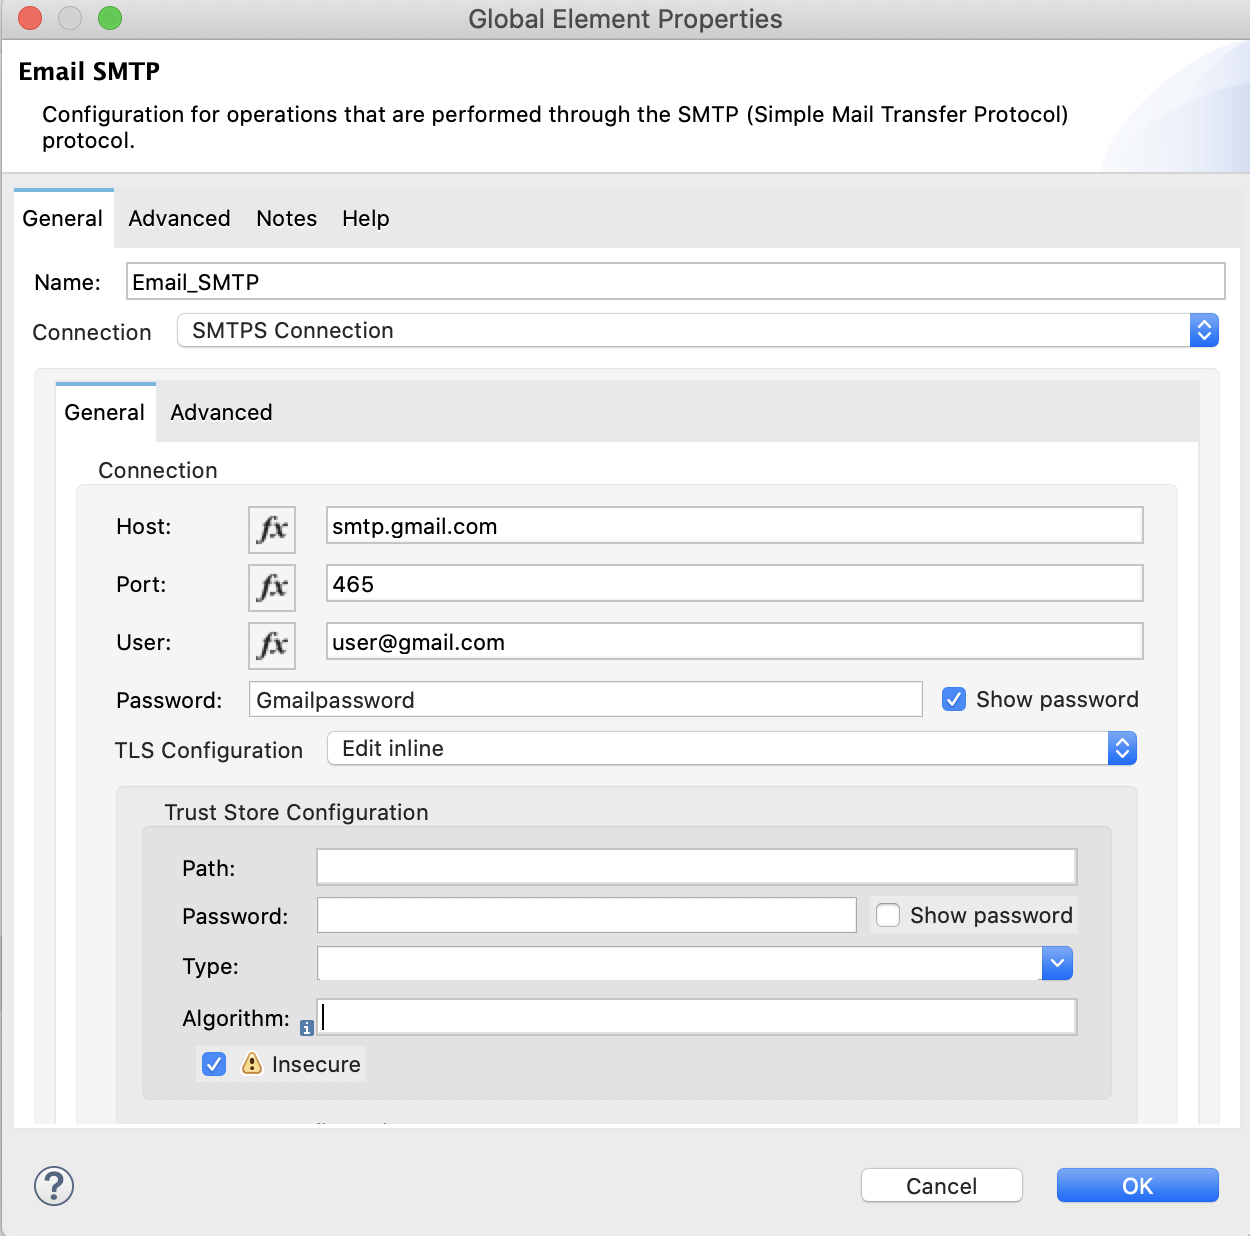 Global Element Properties
Email SMTP
Configuration for operations that are performed through the SMTP (Simple Mail Transfer Protocol)
protocol.
General Advanced Notes Help
Name: Email_SMTP
Connection SMTPS Connection
General Advanced
Connection
Host: fx smtp.gmail.com
Port: fx 465
User: fx user@gmail.com
Password: Gmailpassword Show password
TLS Configuration Edit inline
Trust Store Configuration
Path:
Password: Show password
Type:
Algorithm: i
Insecure
? Cancel OK